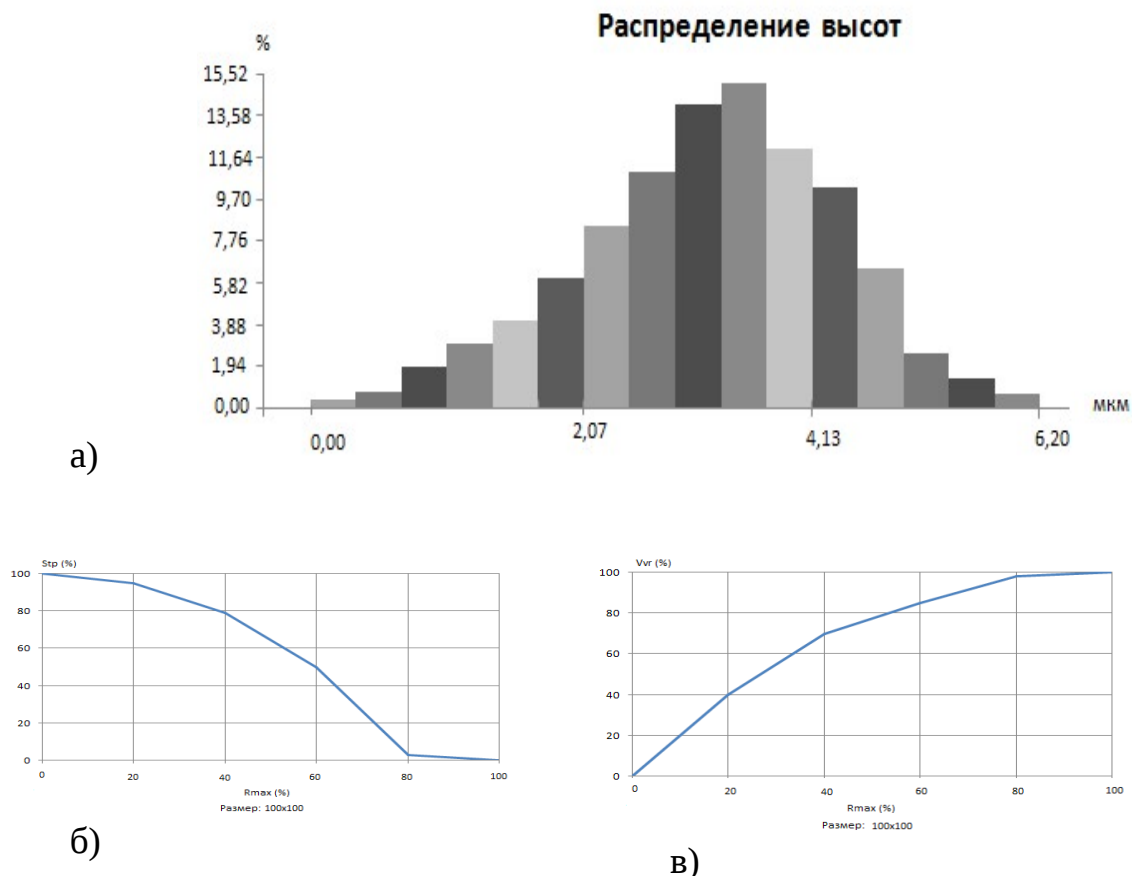 Распределение высот
%
15,52
13,58
11,64
9,70
7,76
5,82
3,88
1,94
0,00
0,00 2,07 4,13 6,20 мкм
а)
Stp (%)
100
80
60
40
20
0
0 20 40 60 80 100
Rmax (%)
Размер: 100x100
б)
Vvr (%)
100
80
60
40
20
0
0 20 40 60 80 100
Rmax (%)
Размер: 100x100
в)